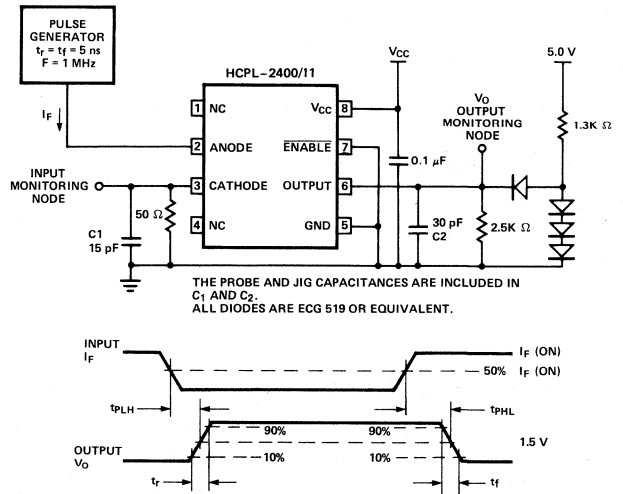 PULSE
GENERATOR
tr = tf = 5 ns
F = 1 MHz
IF
HCPL-2400/11
VCC
5.0 V
VO
OUTPUT
MONITORING
NODE
1.3K Ω
1 NC
VCC 8
2 ANODE
ENABLE 7
0.1 μF
INPUT
MONITORING
NODE
3 CATHODE
OUTPUT 6
50 Ω
4 NC
GND 5
C1
15 pF
30 pF
C2
2.5K Ω
THE PROBE AND JIG CAPACITANCES ARE INCLUDED IN
C1 AND C2.
ALL DIODES ARE ECG 519 OR EQUIVALENT.
INPUT
IF
IF (ON)
50% IF (ON)
tPLH
tPHL
90% 90%
1.5 V
OUTPUT
VO
10% 10%
tr
tf